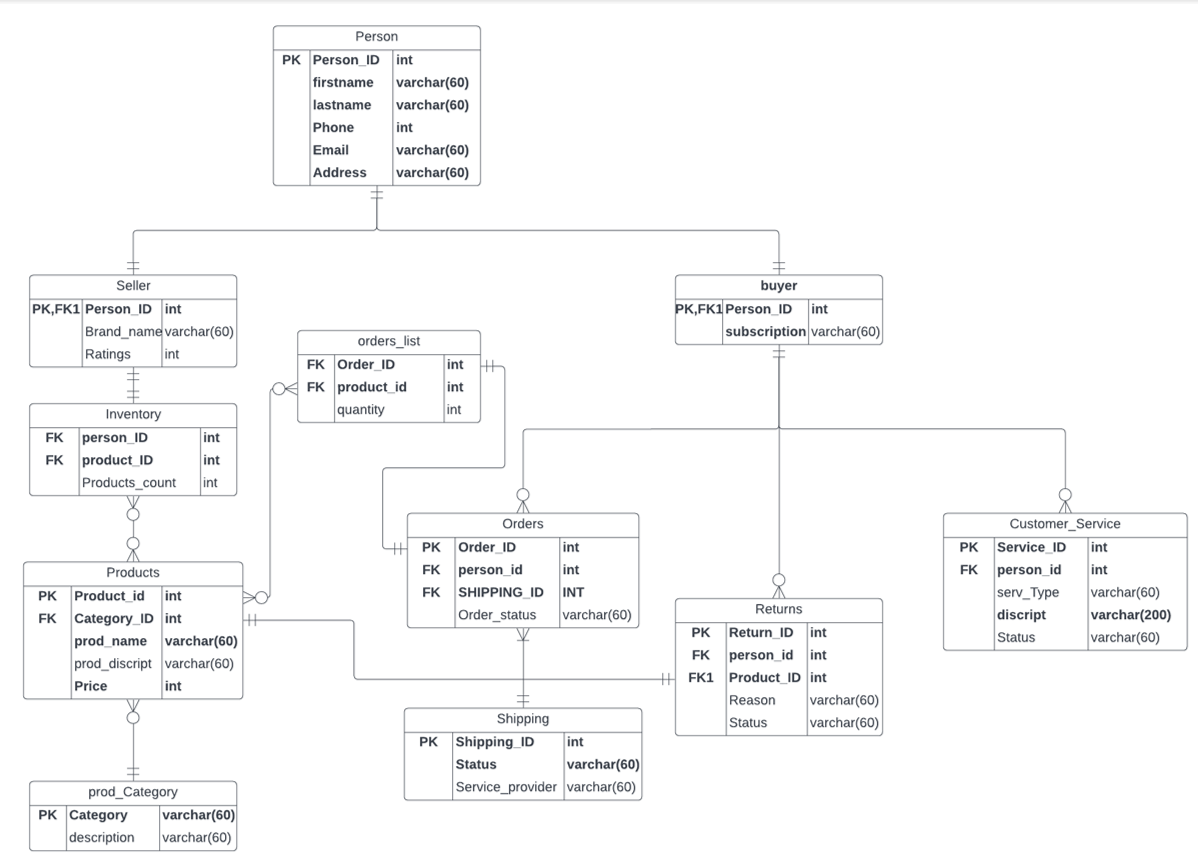 Person
PK Person_ID int
firstname varchar(60)
lastname varchar(60)
Phone int
Email varchar(60)
Address varchar(60)
Seller
PK,FK1 Person_ID int
Brand_name varchar(60)
Ratings int
buyer
PK,FK1 Person_ID int
subscription varchar(60)
orders_list
FK Order_ID int
FK product_id int
quantity int
Inventory
FK person_ID int
FK product_ID int
Products_count int
Orders
PK Order_ID int
FK person_id int
FK SHIPPING_ID INT
Order_status varchar(60)
Customer_Service
PK Service_ID int
FK person_id int
serv_Type varchar(60)
discript varchar(200)
Status varchar(60)
Products
PK Product_id int
FK Category_ID int
prod_name varchar(60)
prod_discript varchar(60)
Price int
Returns
PK Return_ID int
FK person_id int
FK1 Product_ID int
Reason varchar(60)
Status varchar(60)
Shipping
PK Shipping_ID int
Status varchar(60)
Service_provider varchar(60)
prod_Category
PK Category varchar(60)
description varchar(60)